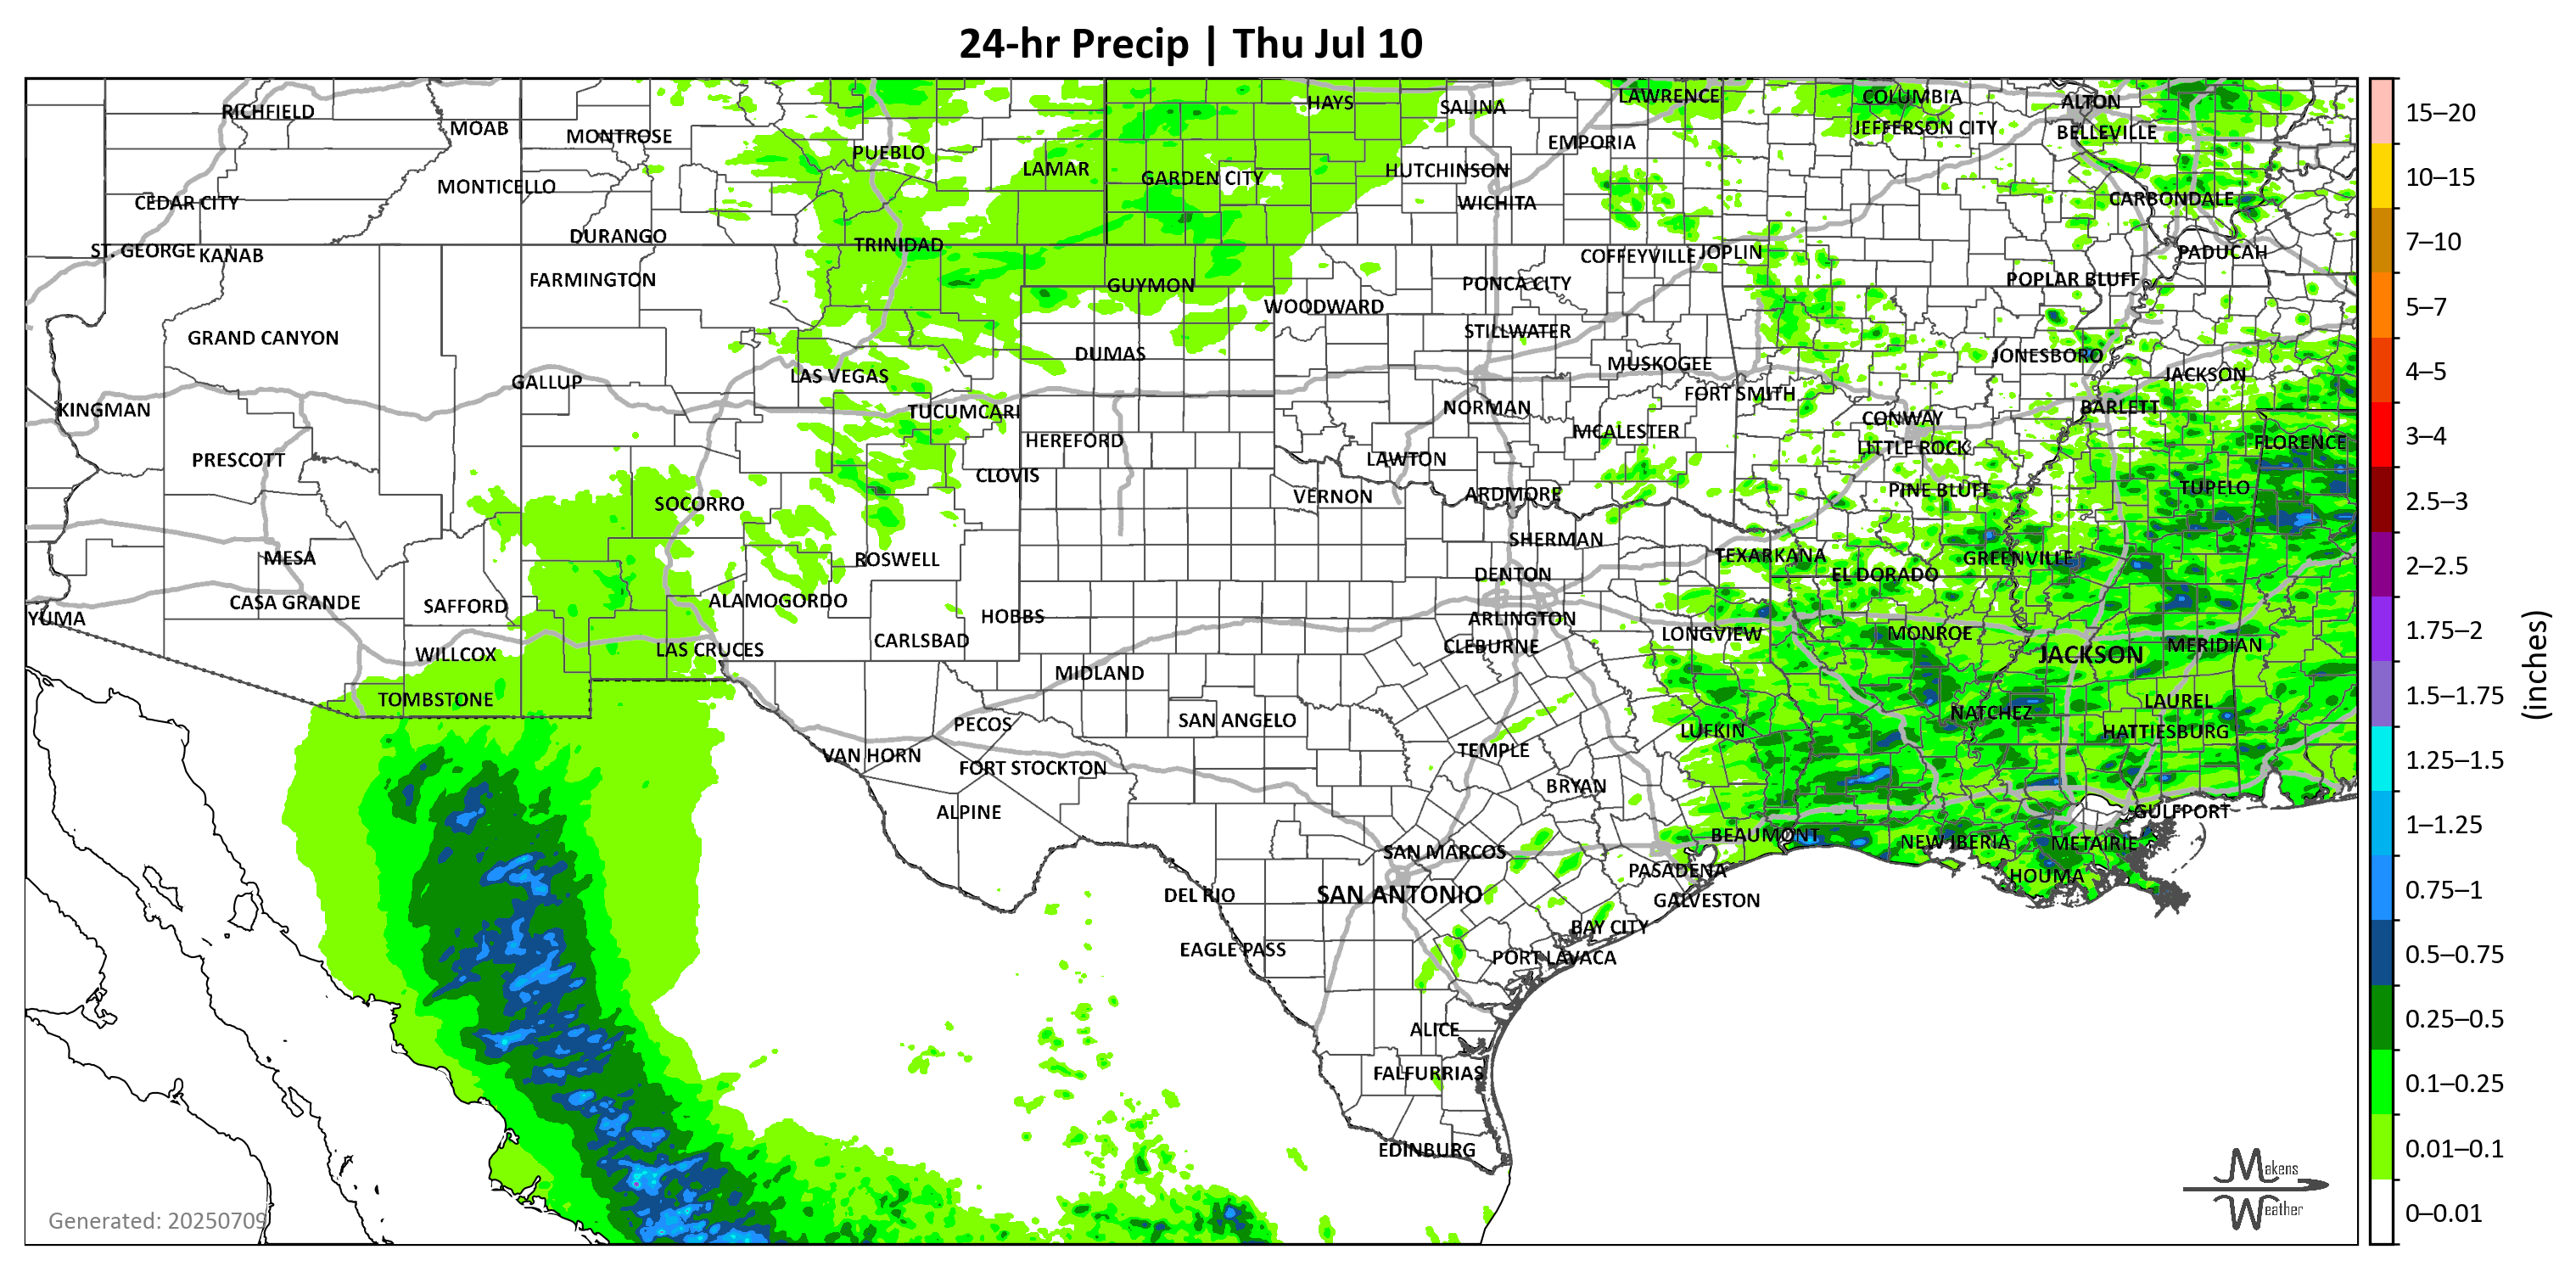 24-hr Precip | Thu Jul 10
RICHFIELD
MOAB
MONTROSE
PUEBLO
LAMAR
HAYS
SALINA
LAWRENCE
COLUMBIA
ALTON
EMPORIA
JEFFERSON CITY
BELLEVILLE
CEDAR CITY
MONTICELLO
GARDEN CITY
HUTCHINSON
WICHITA
CARBONDALE
ST. GEORGE
KANAB
DURANGO
TRINIDAD
COFFEYVILLE
JOPLIN
PADUCAH
FARMINGTON
GUYMON
WOODWARD
PONCA CITY
POPLAR BLUFF
GRAND CANYON
DUMAS
STILLWATER
MUSKOGEE
JONESBORO
JACKSON
KINGMAN
GALLUP
LAS VEGAS
TUCUMCARI
NORMAN
FORT SMITH
CONWAY
BARLETT
HEREFORD
MCALESTER
LITTLE ROCK
FLORENCE
PRESCOTT
SOCORRO
CLOVIS
LAWTON
VERNON
ARDMORE
PINE BLUFF
TUPELO
MESA
ROSWELL
SHERMAN
TEXARKANA
GREENVILLE
YUMA
CASA GRANDE
SAFFORD
ALAMOGORDO
HOBBS
DENTON
EL DORADO
ARLINGTON
WILLCOX
LAS CRUCES
CARLSBAD
CLEBURNE
LONGVIEW
MONROE
JACKSON
MERIDIAN
TOMBSTONE
MIDLAND
PECOS
SAN ANGELO
NATCHEZ
LAUREL
VAN HORN
FORT STOCKTON
TEMPLE
LUFKIN
HATTIESBURG
ALPINE
BRYAN
GULFPORT
SAN MARCOS
BEAUMONT
NEW IBERIA
METAIRIE
DEL RIO
SAN ANTONIO
PASADENA
GALVESTON
HOUMA
EAGLE PASS
BAY CITY
PORT LAVACA
ALICE
FALFURRIAS
EDINBURG
Generated: 20250709
Makens
Weather
15–20
10–15
7–10
5–7
4–5
3–4
2.5–3
2–2.5
1.75–2
1.5–1.75
1.25–1.5
1–1.25
0.75–1
0.5–0.75
0.25–0.5
0.1–0.25
0.01–0.1
0–0.01
(inches)